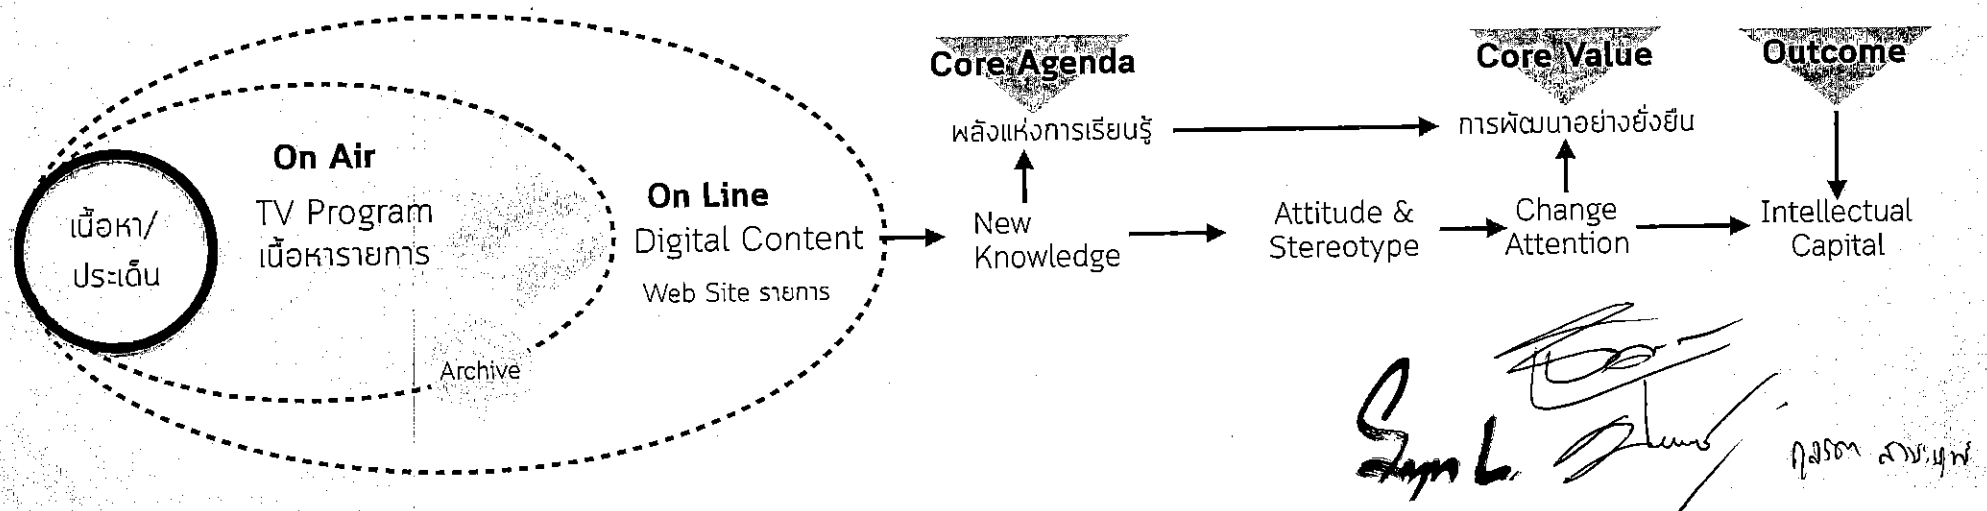 เนื้อหา/
ประเด็น
On Air
TV Program
เนื้อหารายการ
Archive
On Line
Digital Content
Web Site รายการ
Core Agenda
พลังแห่งการเรียนรู้
New
Knowledge
Attitude &
Stereotype
Core Value
การพัฒนาอย่างยั่งยืน
Change
Attention
Outcome
Intellectual
Capital